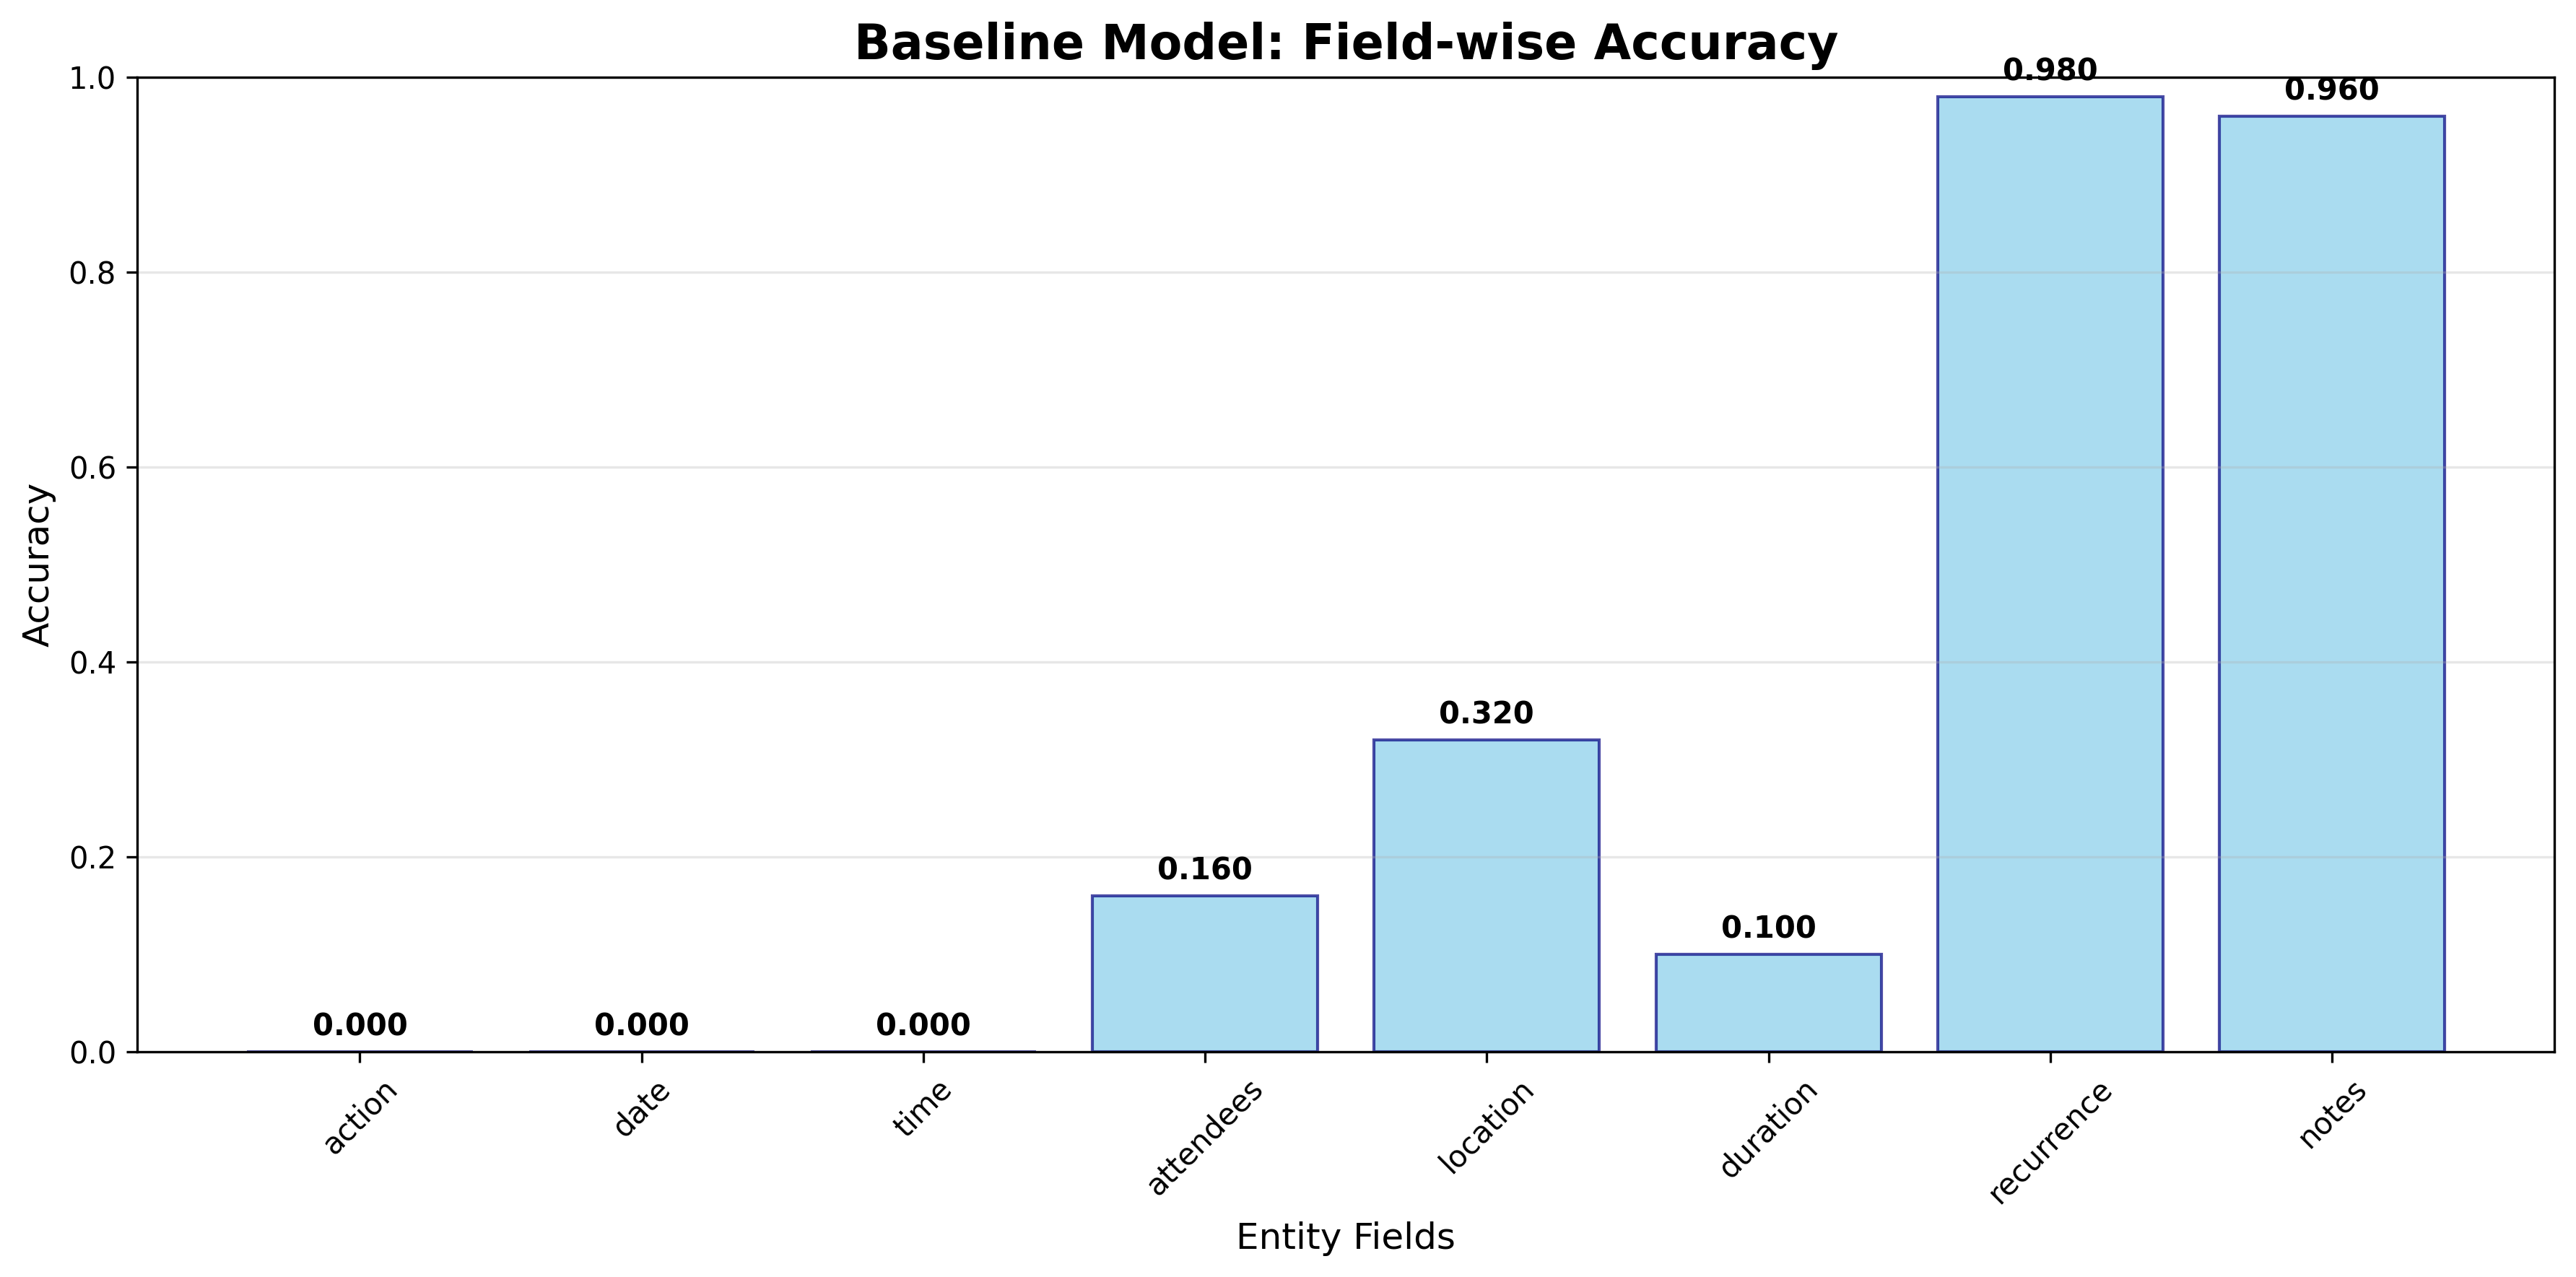 Baseline Model: Field-wise Accuracy
Accuracy
1.0
0.8
0.6
0.4
0.2
0.0
0.000
0.000
0.000
0.160
0.320
0.100
0.980
0.960
action
date
time
attendees
location
duration
recurrence
notes
Entity Fields